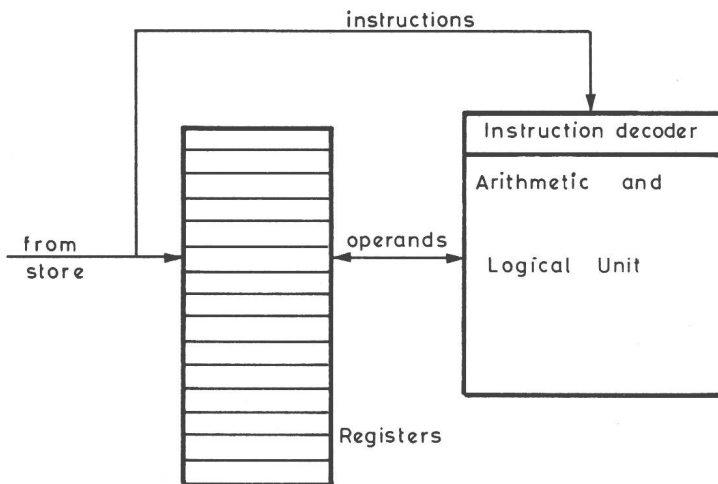 instructions
Instruction decoder
Arithmetic and
from
store
operands
Logical Unit
Registers